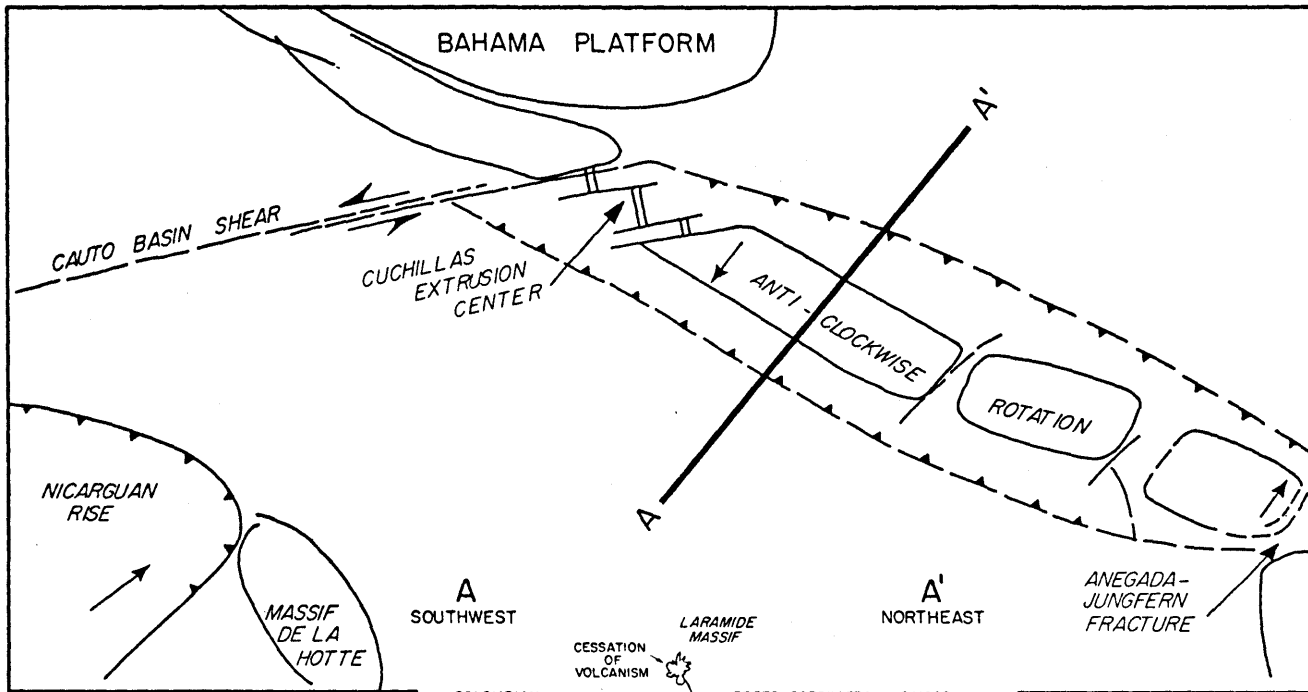 BAHAMA PLATFORM
A'
CAUTO BASIN SHEAR
CUCHILLAS
EXTRUSION
CENTER
ANTI-CLOCKWISE
ROTATION
NICARGUAN
RISE
A
MASSIF
DE LA
HOTTE
A
SOUTHWEST
A'
NORTHEAST
ANEGADA-
JUNGFERN
FRACTURE
LARAMIDE
MASSIF
CESSATION
OF
VOLCANISM